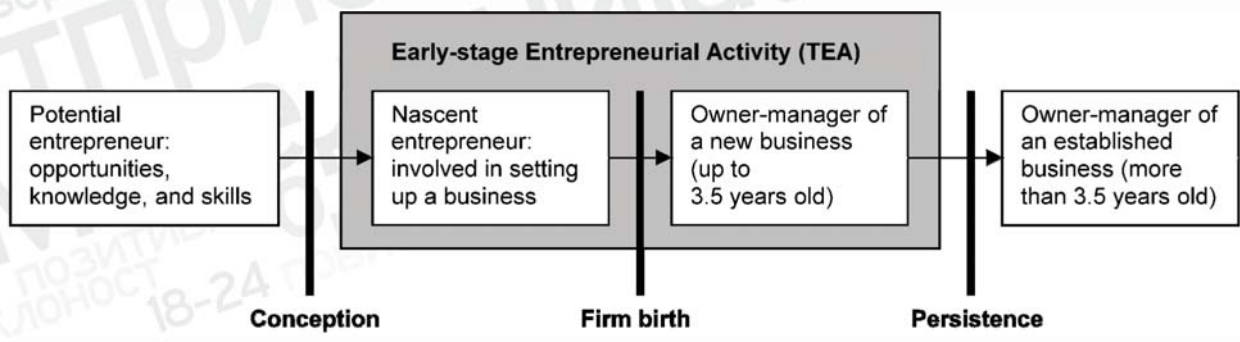 Early-stage Entrepreneurial Activity (TEA)
Potential
entrepreneur:
opportunities,
knowledge, and skills
Nascent
entrepreneur:
involved in setting
up a business
Owner-manager of
a new business
(up to
3.5 years old)
Owner-manager of
an established
business (more
than 3.5 years old)
Conception
Firm birth
Persistence
18-24